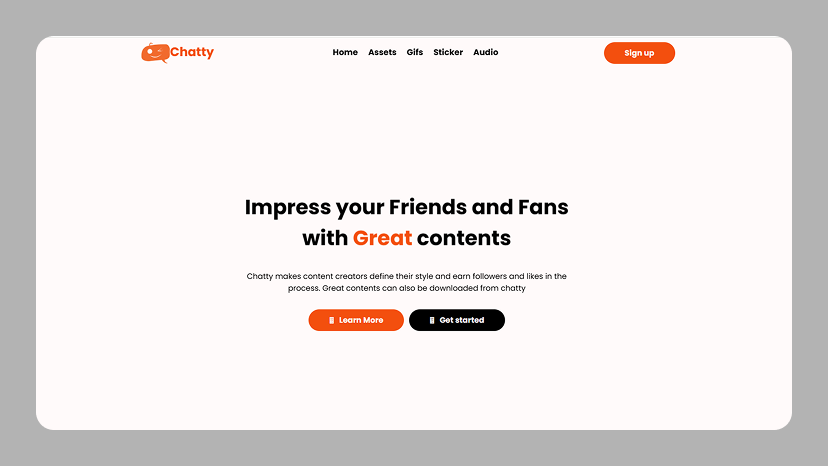 Chatty
Home Assets Gifs Sticker Audio
Sign up
Impress your Friends and Fans
with Great contents
Chatty makes content creators define their style and earn followers and likes in the
process. Great contents can also be downloaded from chatty
Learn More
Get started